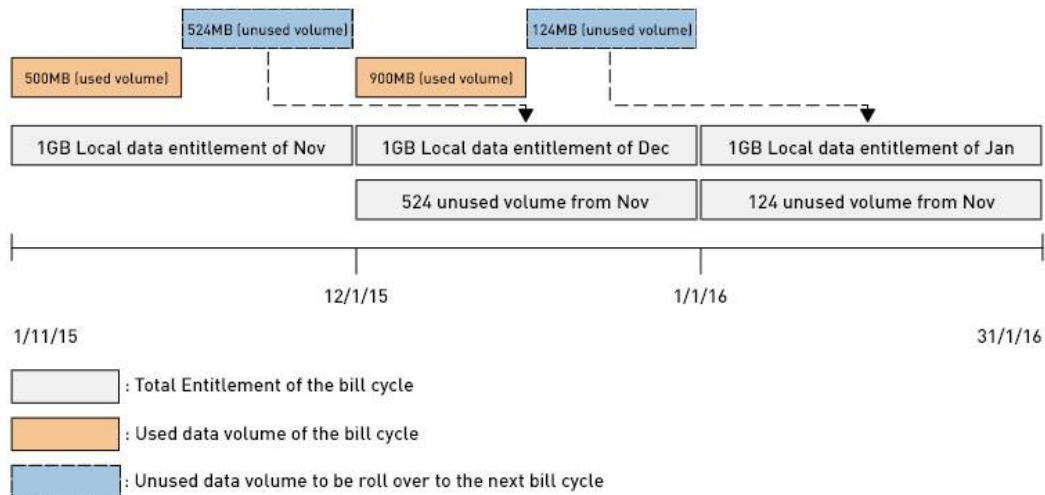 524MB (unused volume)
124MB (unused volume)
500MB (used volume)
900MB (used volume)
1GB Local data entitlement of Nov
1GB Local data entitlement of Dec
1GB Local data entitlement of Jan
524 unused volume from Nov
124 unused volume from Nov
12/1/15
1/1/16
1/11/15
31/1/16
: Total Entitlement of the bill cycle
: Used data volume of the bill cycle
: Unused data volume to be roll over to the next bill cycle